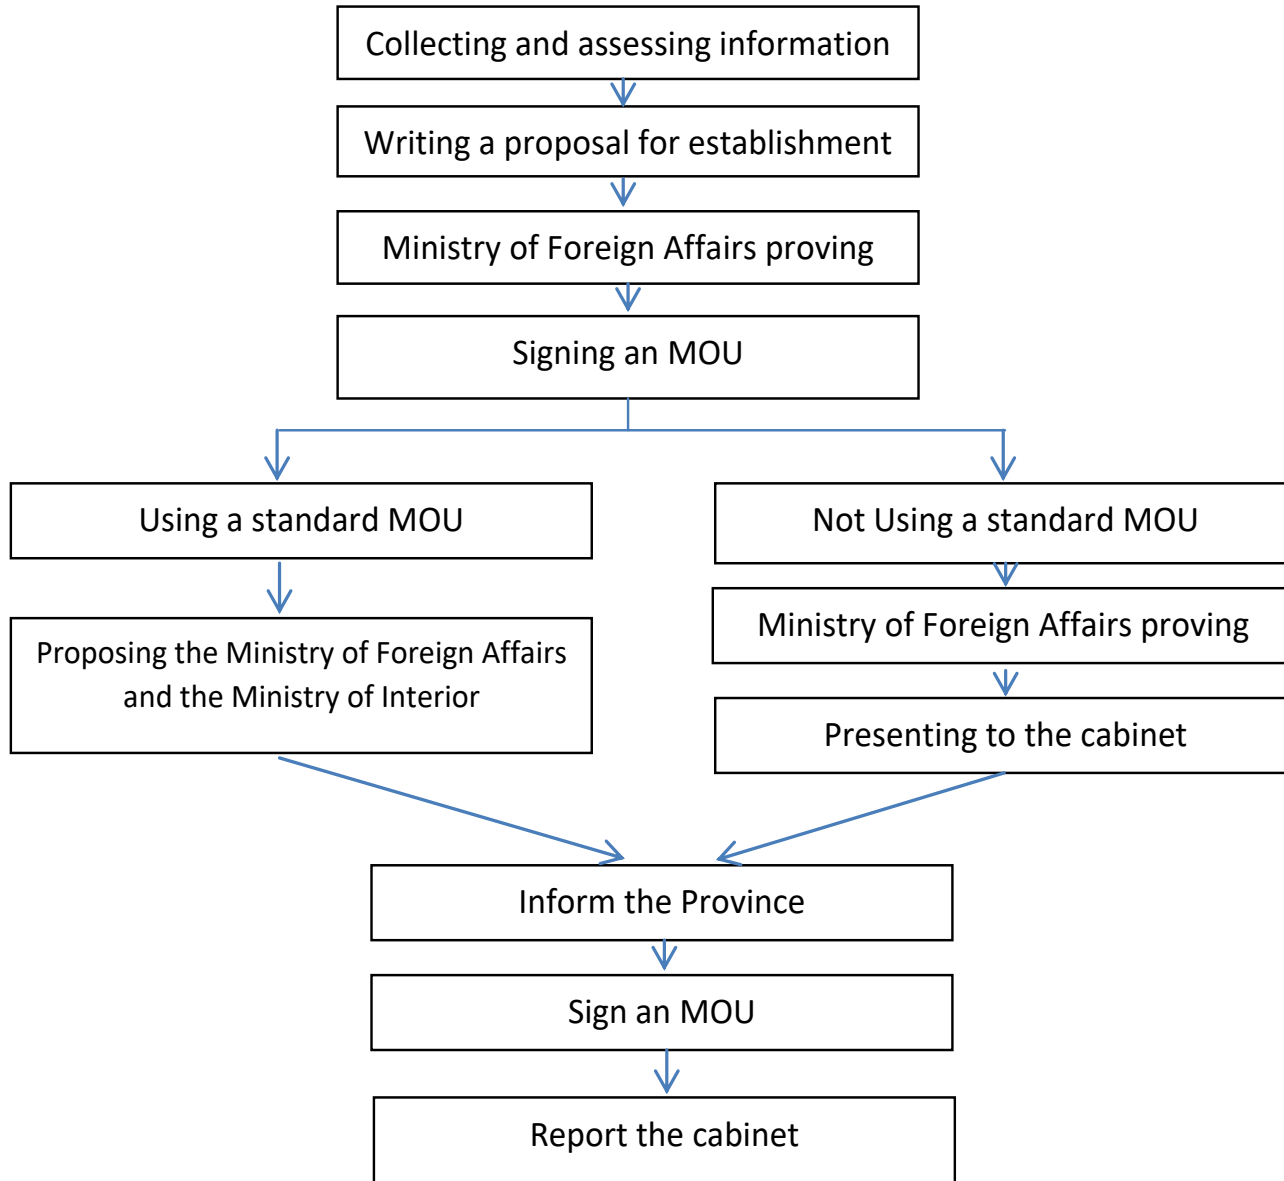 Collecting and assessing information
Writing a proposal for establishment
Ministry of Foreign Affairs proving
Signing an MOU
Using a standard MOU
Not Using a standard MOU
Proposing the Ministry of Foreign Affairs
and the Ministry of Interior
Ministry of Foreign Affairs proving
Presenting to the cabinet
Inform the Province
Sign an MOU
Report the cabinet